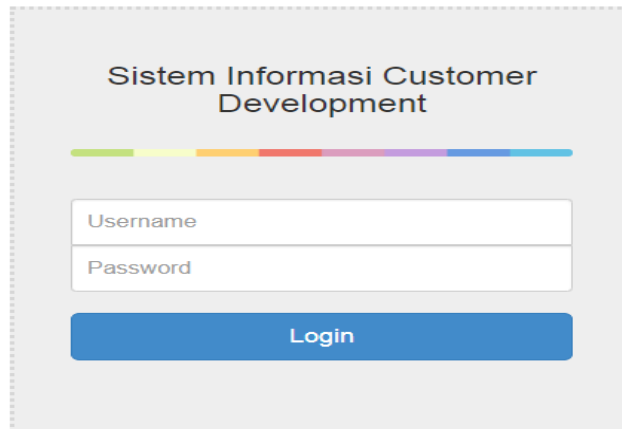 Sistem Informasi Customer
Development
Username
Password
Login